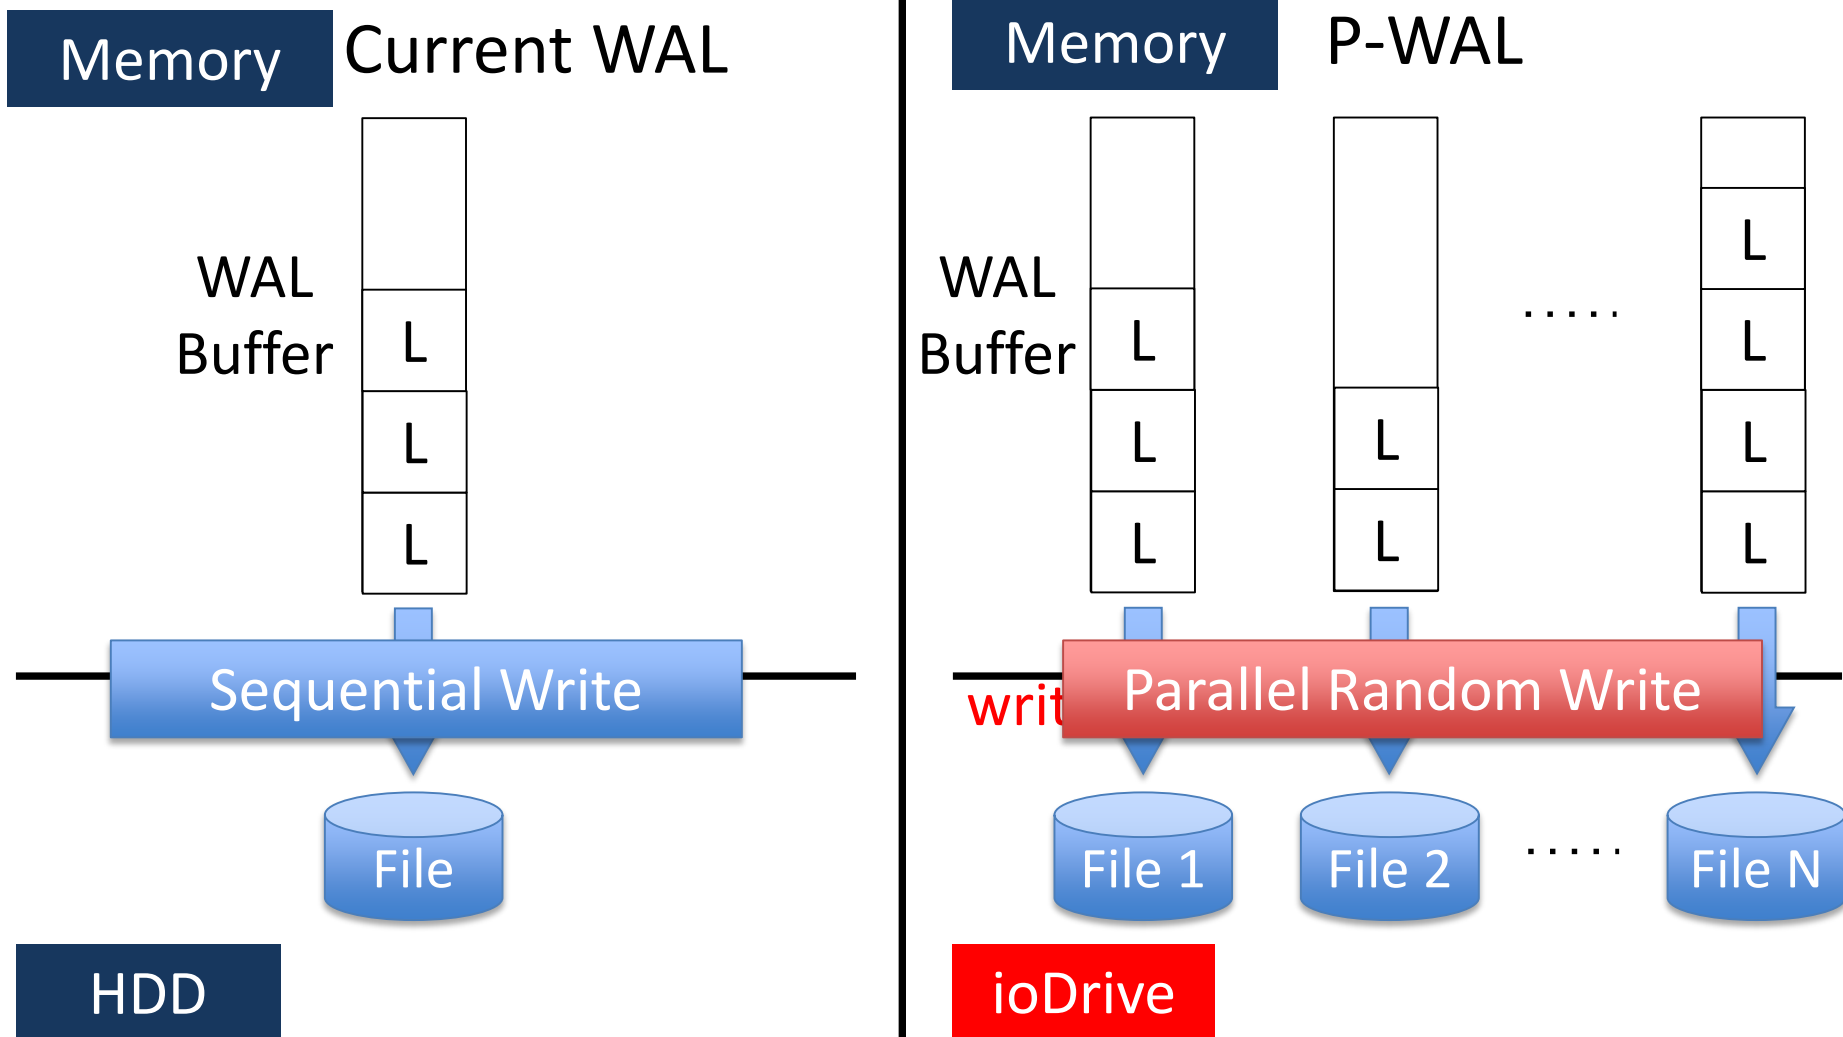 Memory
Current WAL
WAL
Buffer
L
L
L
Sequential Write
File
HDD
Memory
P-WAL
WAL
Buffer
L
L
L
L
L
.....
L
L
L
L
Parallel Random Write
File 1
File 2
.....
File N
ioDrive